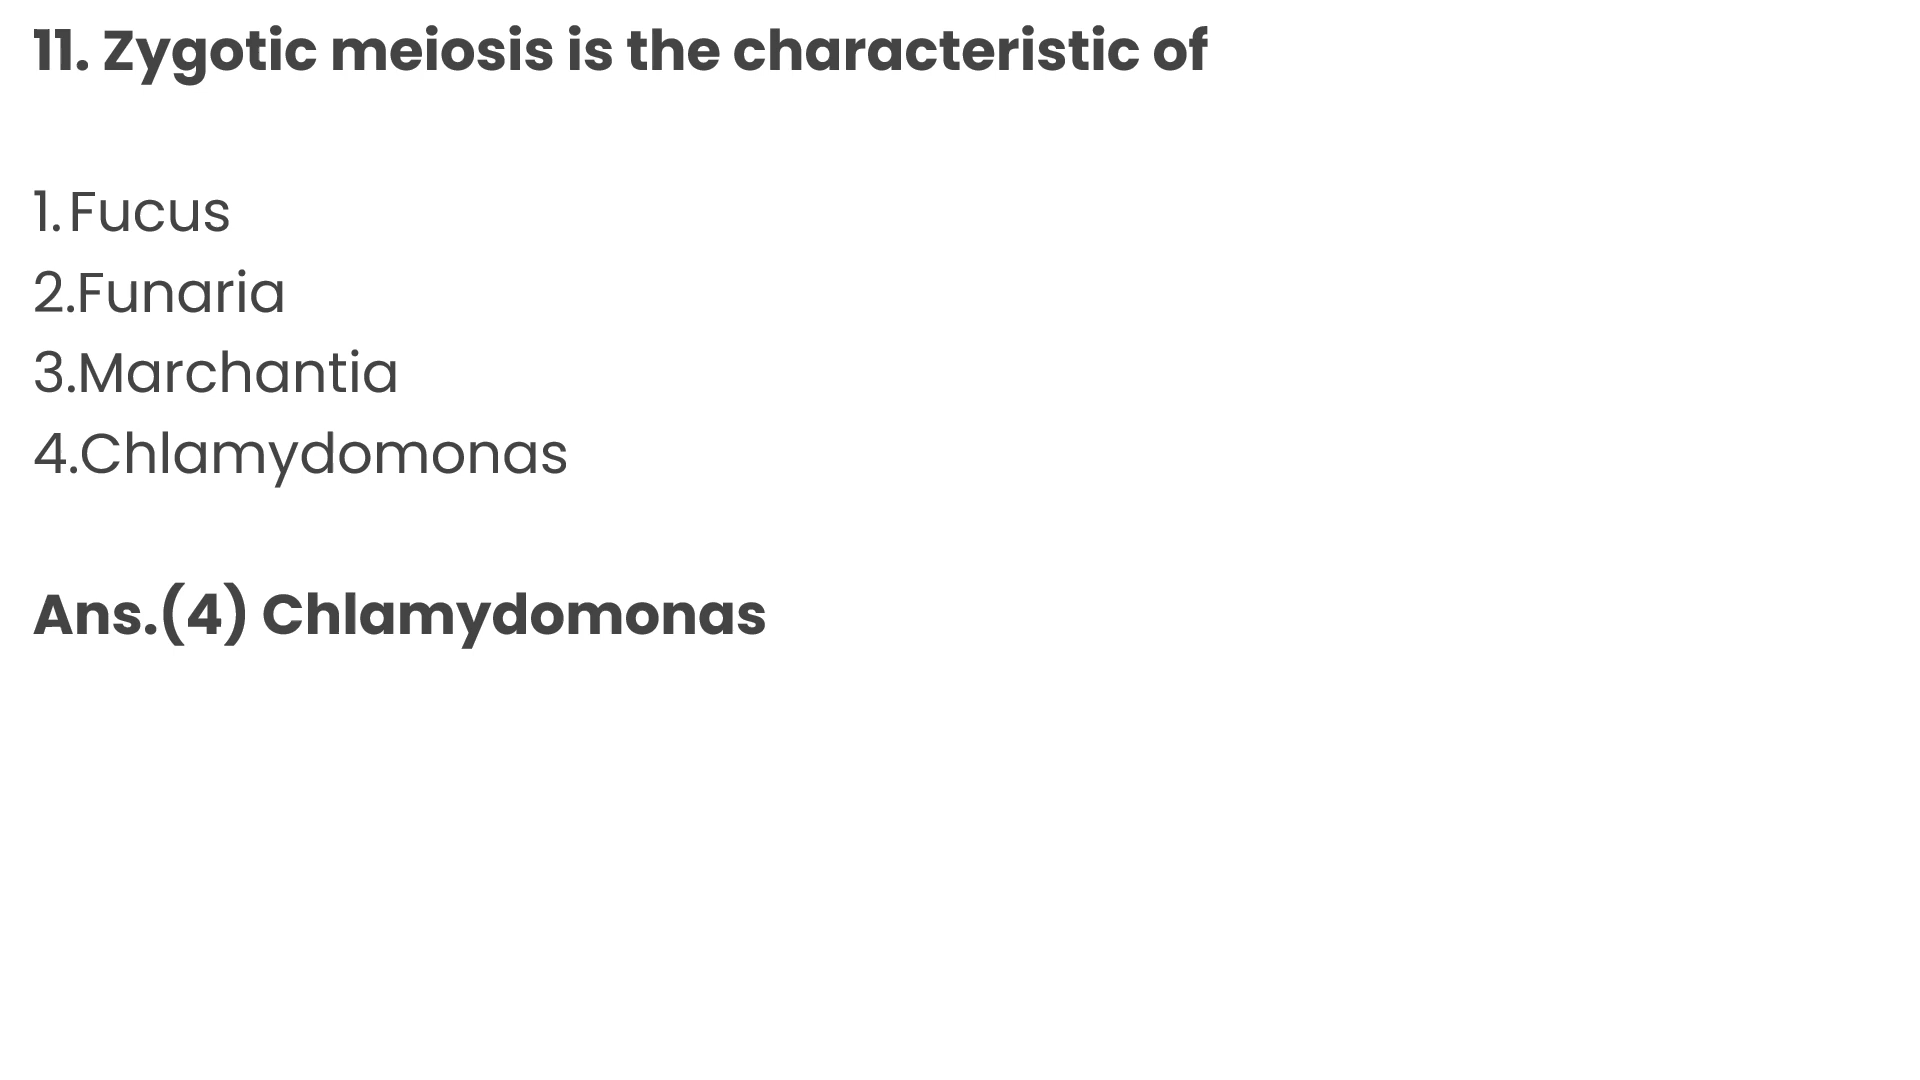 11. Zygotic meiosis is the characteristic of
1. Fucus
2.Funaria
3.Marchantia
4.Chlamydomonas
Ans.(4) Chlamydomonas